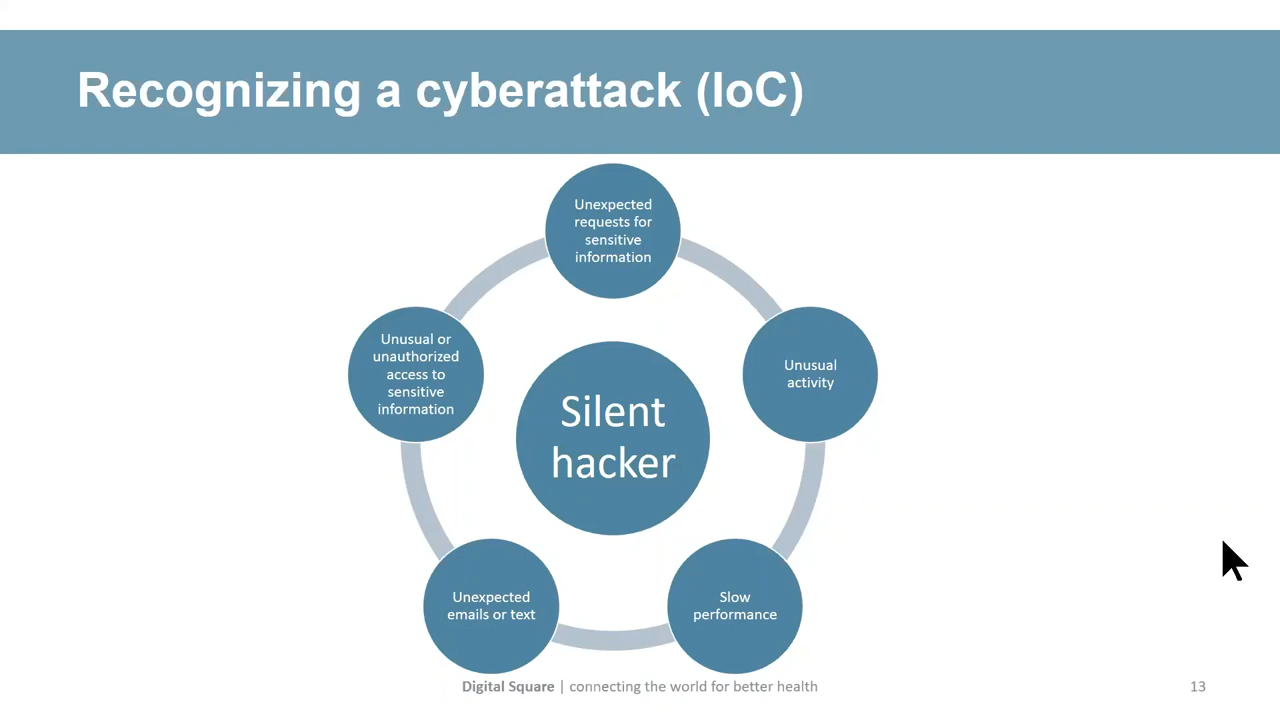 Recognizing a cyberattack (IoC)
Unexpected
requests for
sensitive
information
Unusual
activity
Slow
performance
Unexpected
emails or text
Unusual or
unauthorized
access to
sensitive
information
Silent
hacker
Digital Square | connecting the world for better health
13